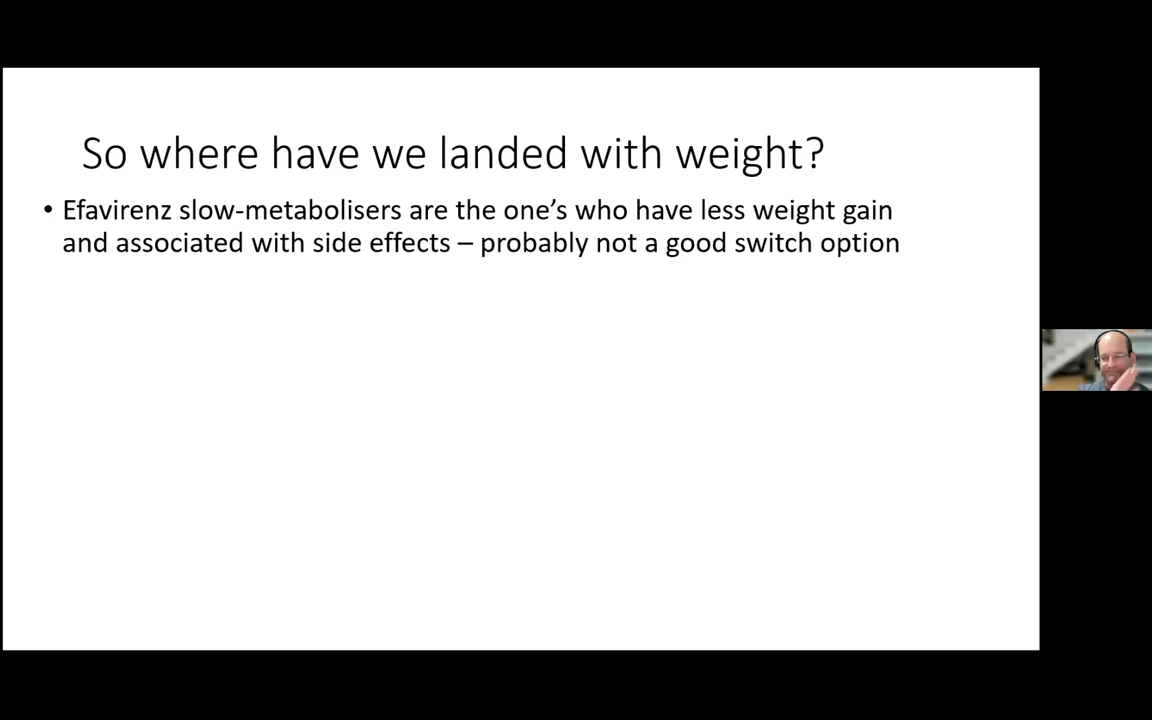 So where have we landed with weight?
• Efavirenz slow-metabolisers are the one’s who have less weight gain
and associated with side effects – probably not a good switch option